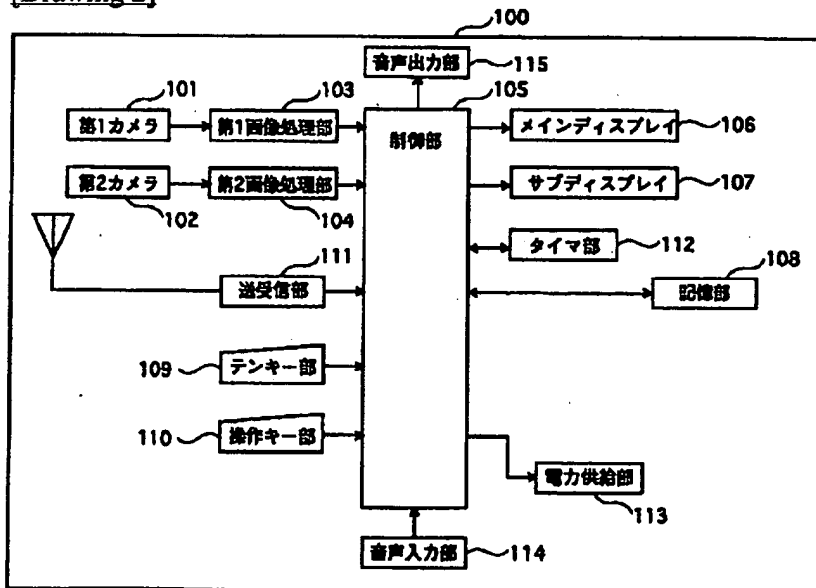 100
音声出力部
115
101
103
105
第1カメラ
第1画像処理部
制御部
メインディスプレイ
106
第2カメラ
第2画像処理部
サブディスプレイ
107
102
104
111
タイマ部
112
108
送受信部
記憶部
109
テンキー部
110
操作キー部
電力供給部
113
音声入力部
114